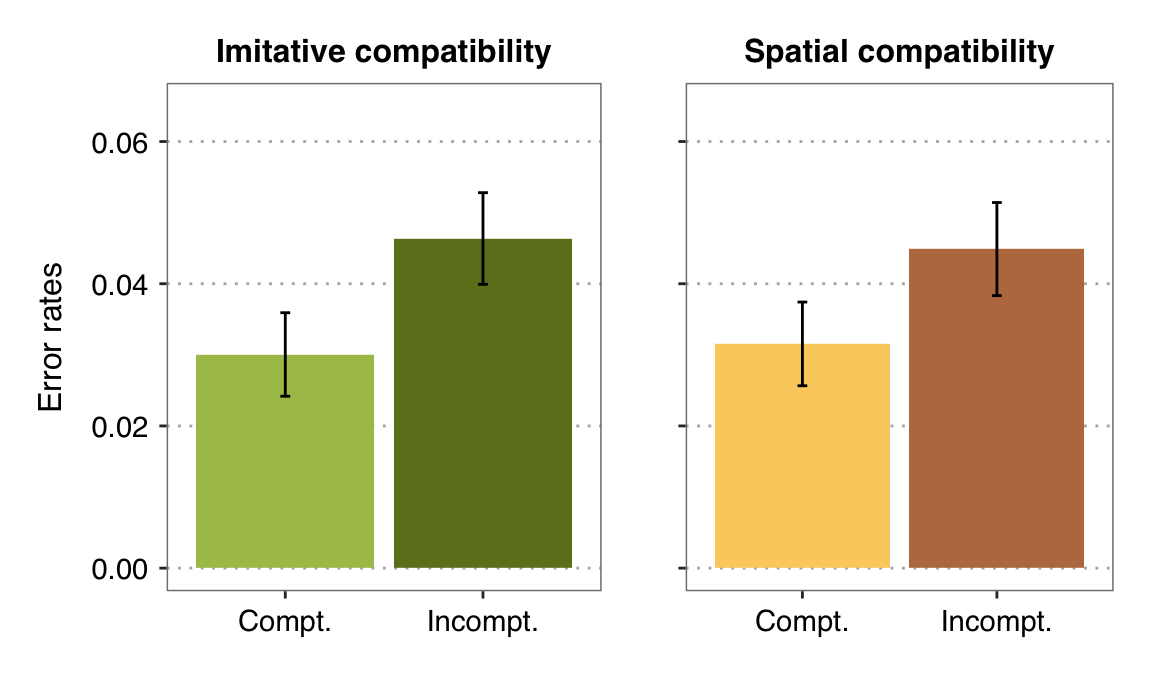 Imitative compatibility
Spatial compatibility
Error rates
0.06
0.04
0.02
0.00
Compt.
Incompt.
Compt.
Incompt.